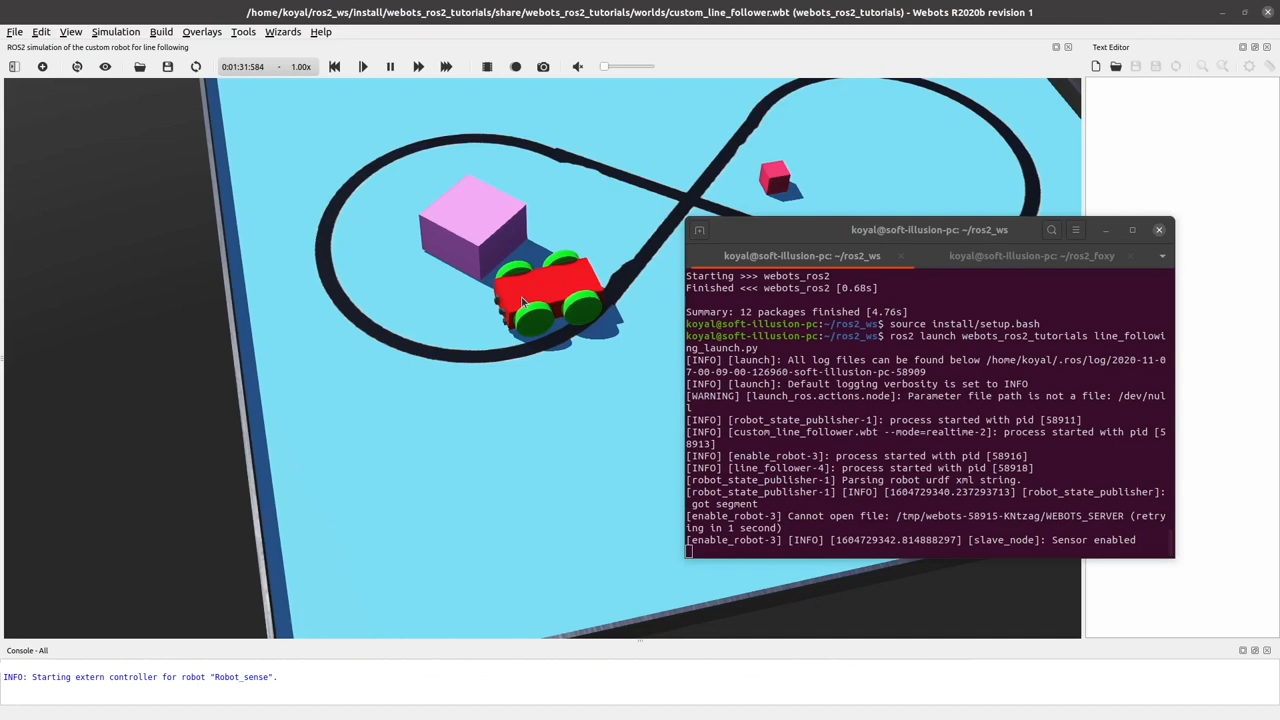 /home/koyal/ros2_ws/install/webots_ros2_tutorials/share/webots_ros2_tutorials/worlds/custom_line_follower.wbt (webots_ros2_tutorials) - Webots R2020b revision 1
File Edit View Simulation Build Overlays Tools Wizards Help
ROS2 simulation of the custom robot for line following
Text Editor
0:01:31:584 - 1.00x
koyal@soft-illusion-pc: ~/ros2_ws
koyal@soft-illusion-pc: ~/ros2_ws koyal@soft-illusion-pc: ~/ros2_foxy
Starting >>> webots_ros2
Finished <<< webots_ros2 [0.68s]
Summary: 12 packages finished [4.76s]
koyal@soft-illusion-pc:~/ros2_ws$ source install/setup.bash
koyal@soft-illusion-pc:~/ros2_ws$ ros2 launch webots_ros2_tutorials line_followi
ng_launch.py
[INFO] [launch]: All log files can be found below /home/koyal/.ros/log/2020-11-0
7-00-09-00-126960-soft-illusion-pc-58909
[INFO] [launch]: Default logging verbosity is set to INFO
[WARNING] [launch_ros.actions.node]: Parameter file path is not a file: /dev/nul
l
[INFO] [robot_state_publisher-1]: process started with pid [58911]
[INFO] [custom_line_follower.wbt --mode=realtime-2]: process started with pid [5
8913]
[INFO] [enable_robot-3]: process started with pid [58916]
[INFO] [line_follower-4]: process started with pid [58918]
[robot_state_publisher-1] Parsing robot urdf xml string.
[robot_state_publisher-1] [INFO] [1604729340.237293713] [robot_state_publisher]:
got segment
[enable_robot-3] Cannot open file: /tmp/webots-58915-KNtzag/WEBOTS_SERVER (retry
ing in 1 second)
[enable_robot-3] [INFO] [1604729342.814888297] [slave_node]: Sensor enabled
Console - All
INFO: Starting extern controller for robot "Robot_sense".